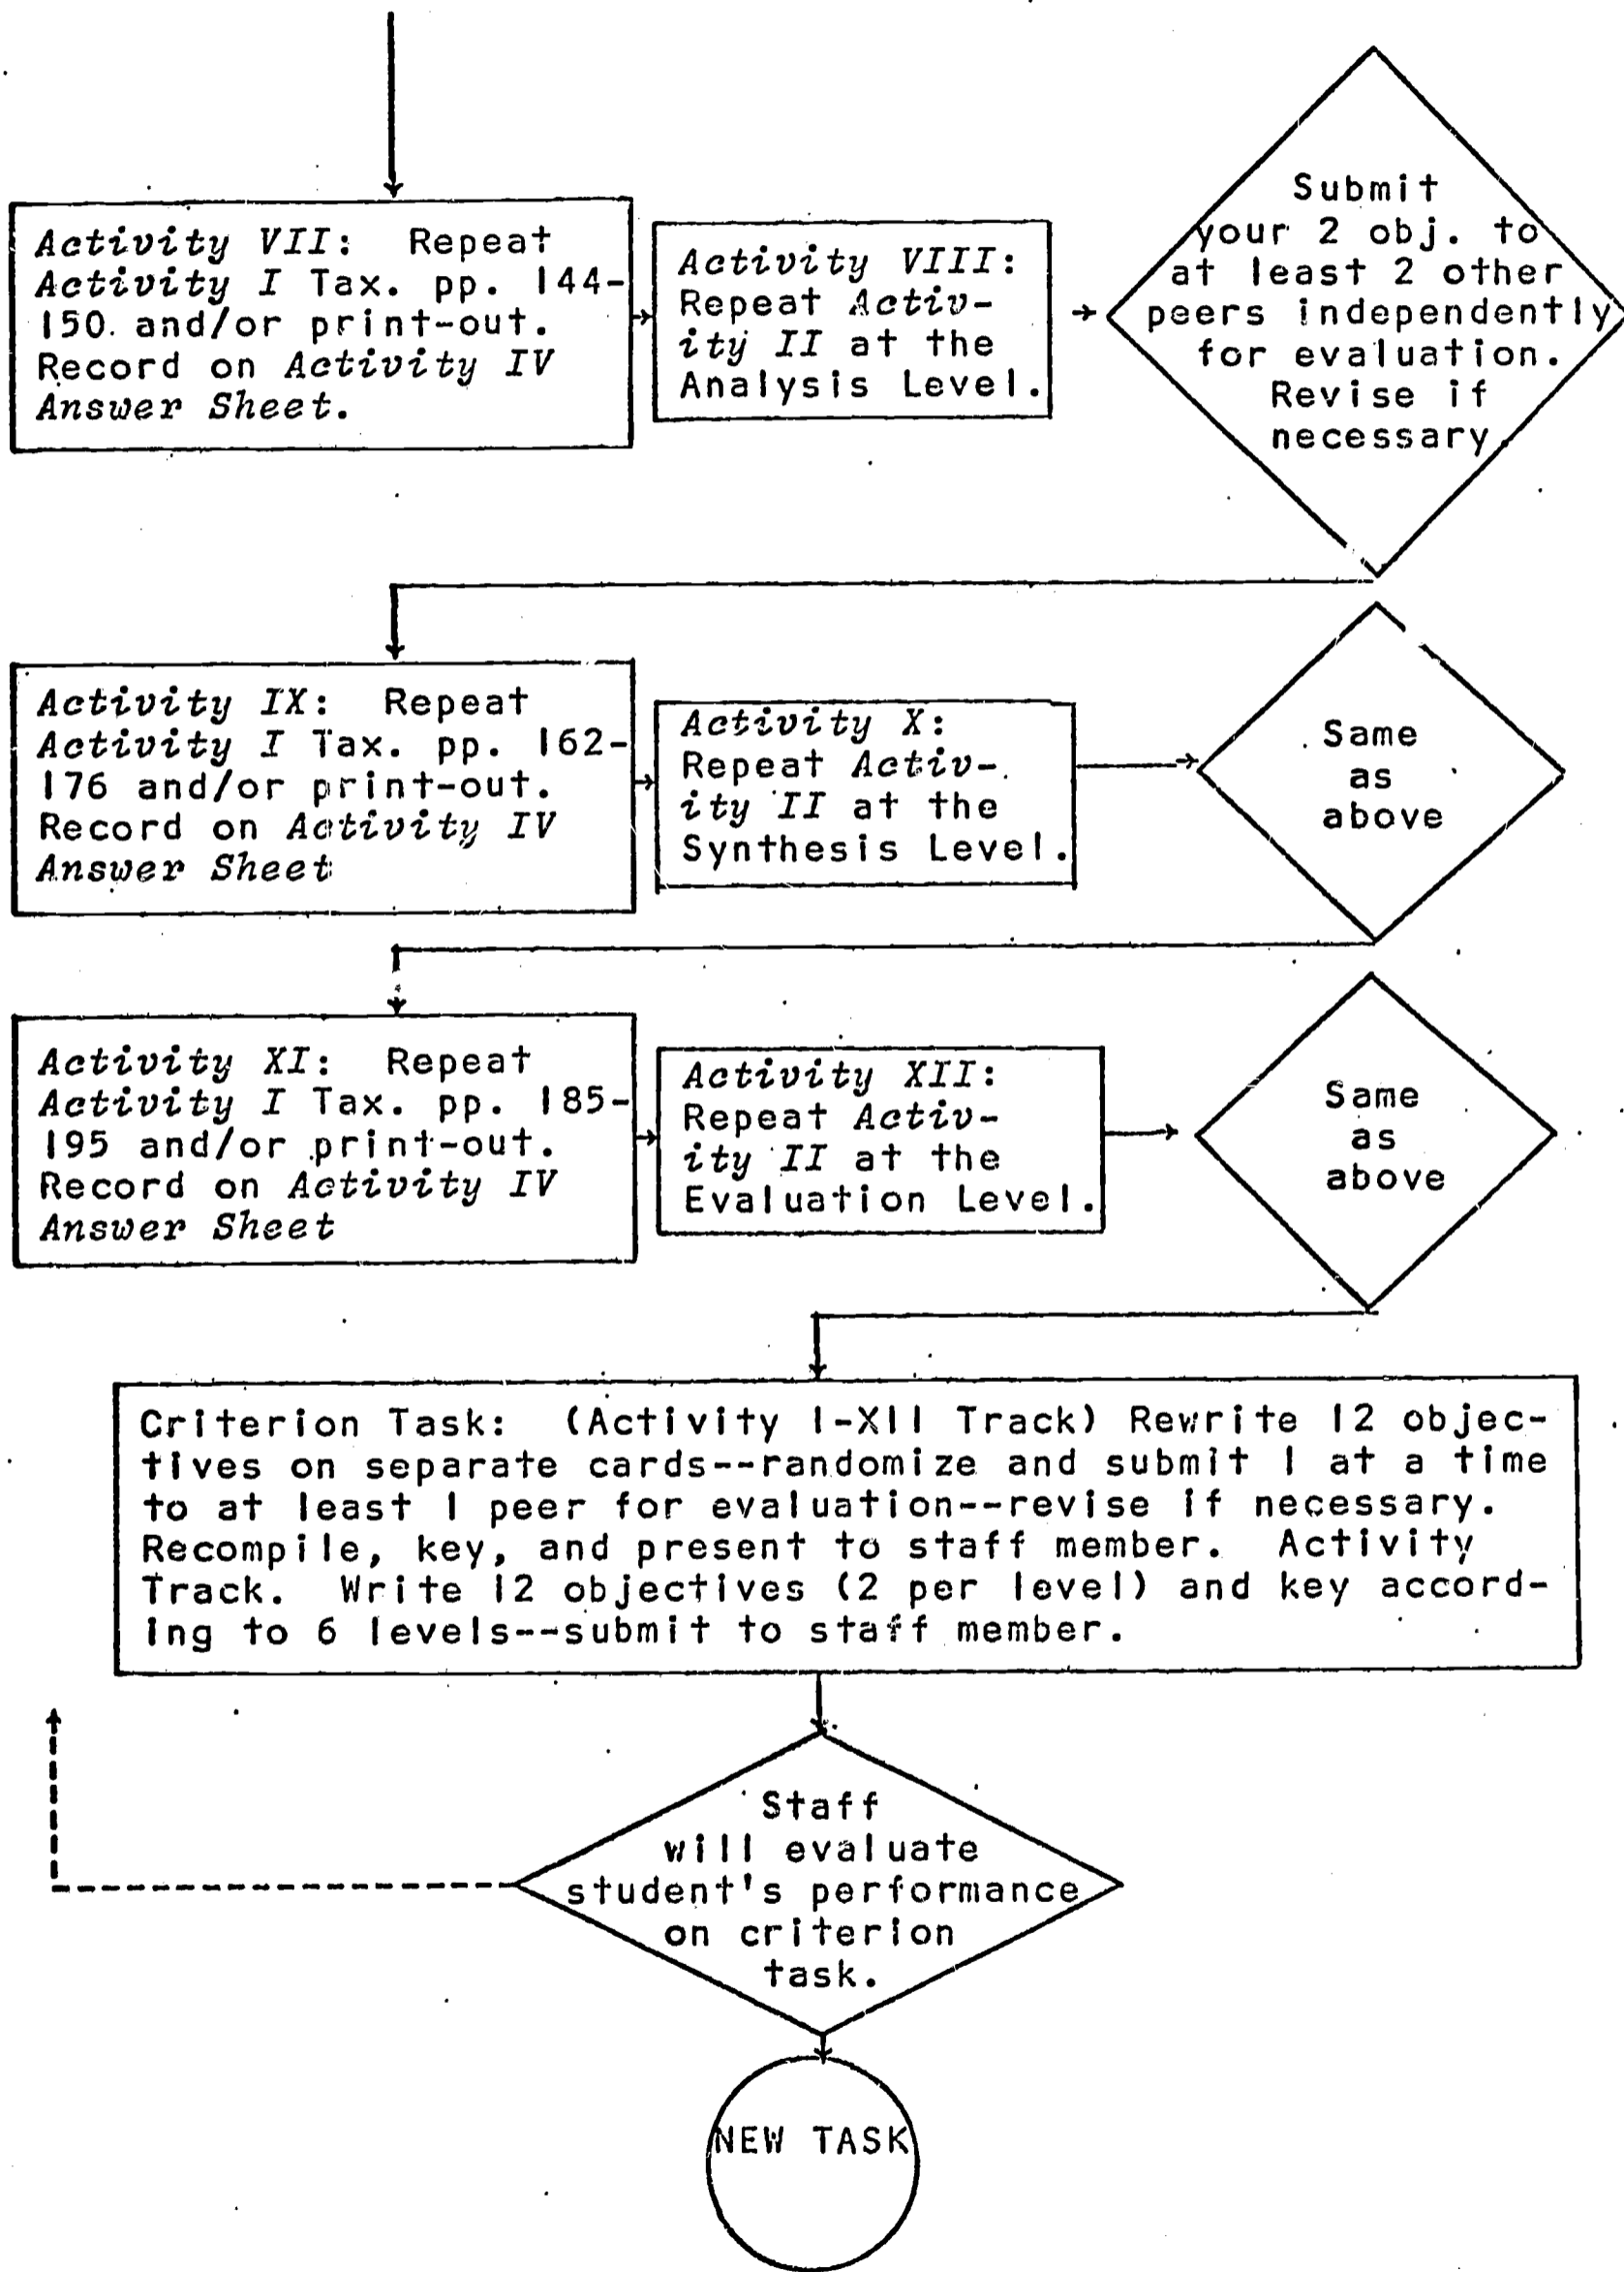 Activity VII: Repeat
Activity I Tax. pp. 144-
150. and/or print-out.
Record on Activity IV
Answer Sheet.
Activity VIII:
Repeat Activ-
ity II at the
Analysis Level.
Submit
your 2 obj. to
at least 2 other
peers independently
for evaluation.
Revise if
necessary
Activity IX: Repeat
Activity I Tax. pp. 162-
176 and/or print-out.
Record on Activity IV
Answer Sheet
Activity X:
Repeat Activ-
ity II at the
Synthesis Level.
Same
as
above
Activity XI: Repeat
Activity I Tax. pp. 185-
195 and/or print-out.
Record on Activity IV
Answer Sheet
Activity XII:
Repeat Activ-
ity II at the
Evaluation Level.
Same
as
above
Criterion Task: (Activity I-XII Track) Rewrite 12 objec-
tives on separate cards--randomize and submit 1 at a time
to at least 1 peer for evaluation--revise if necessary.
Recompile, key, and present to staff member. Activity
Track. Write 12 objectives (2 per level) and key accord-
ing to 6 levels--submit to staff member.
Staff
will evaluate
student's performance
on criterion
task.
NEW TASK